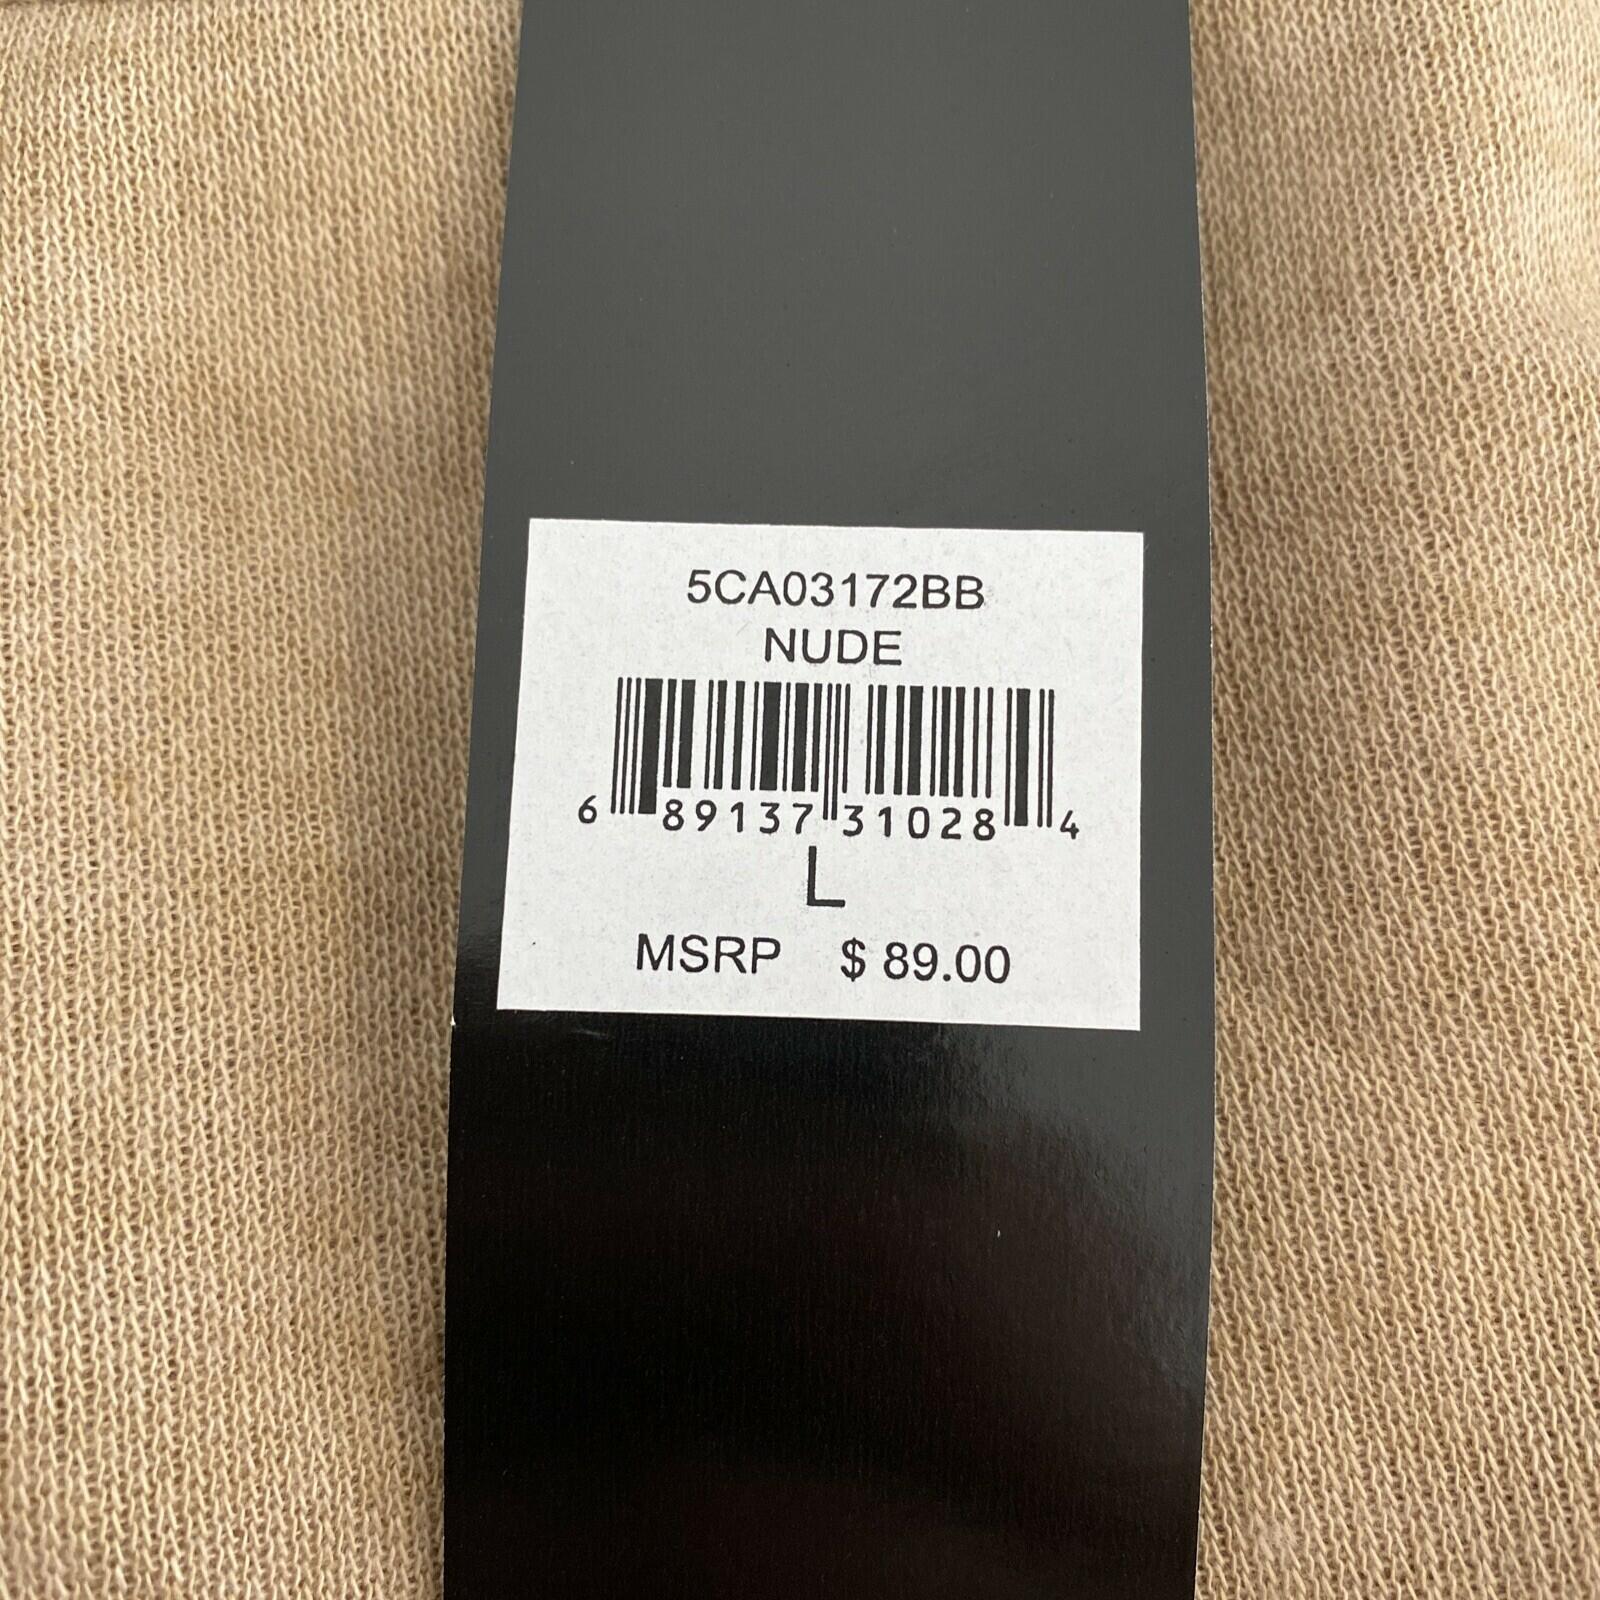 5CA03172BB
NUDE
6 89137 31028 4
L
MSRP $ 89.00